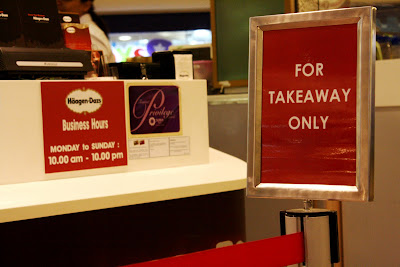 Häagen-Dazs
Business Hours
MONDAY to SUNDAY :
10.00 am - 10.00 pm
Privilege
FOR
TAKEAWAY
ONLY